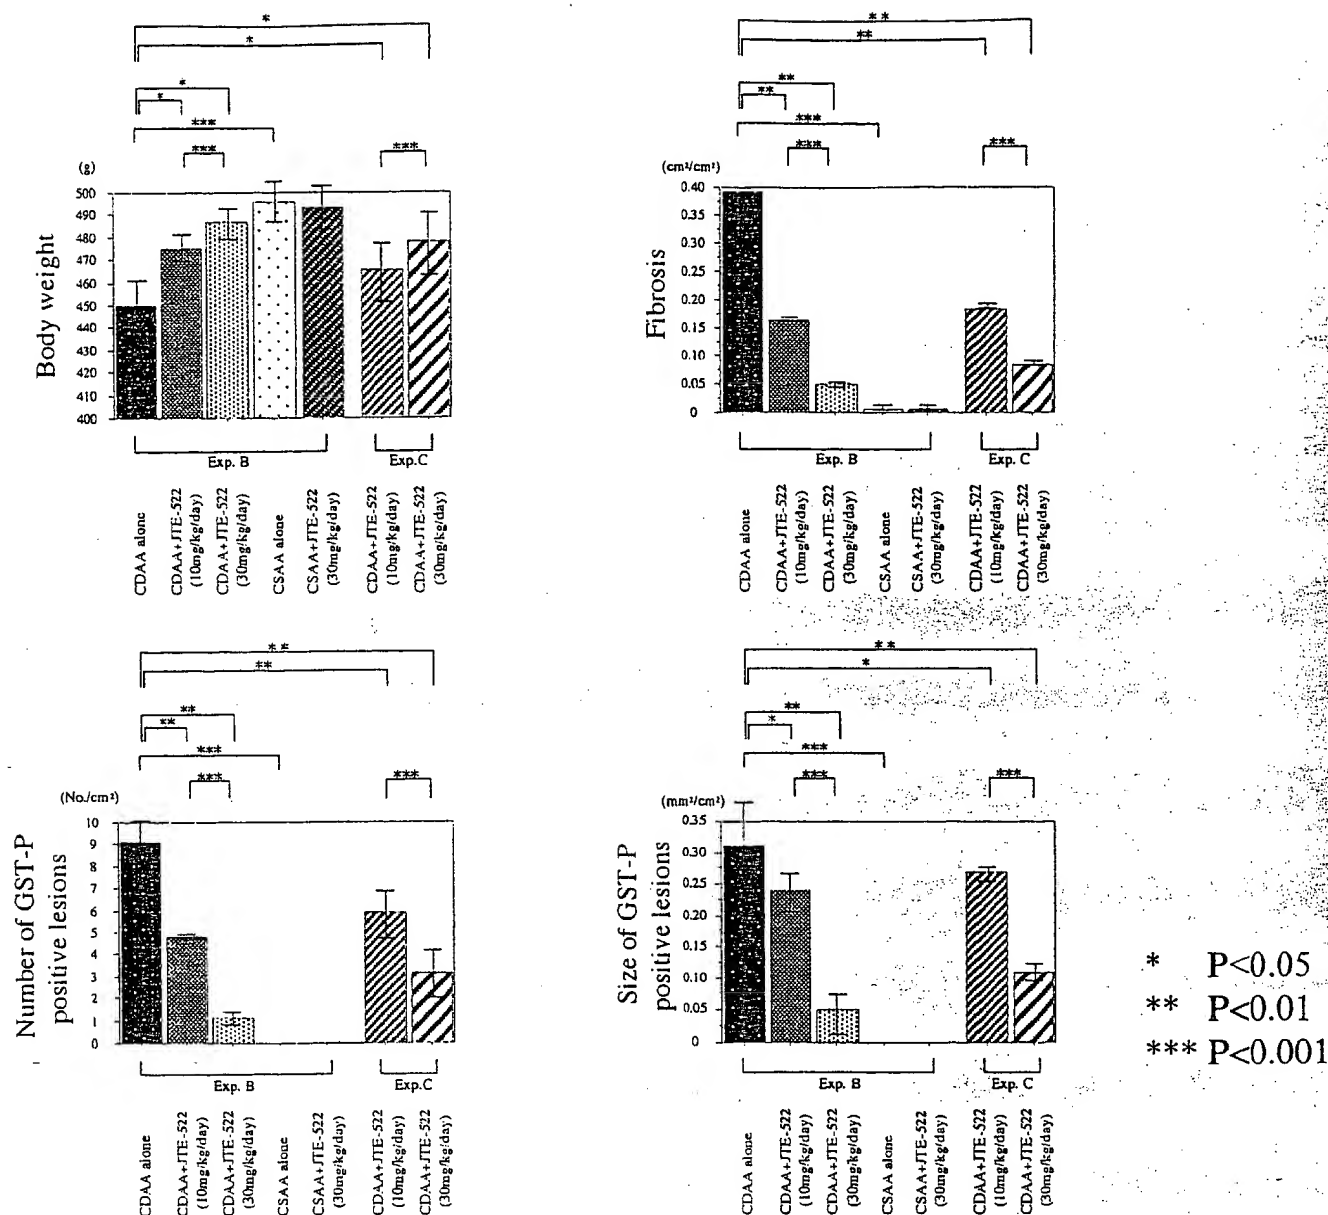 *
*
*
*
***
***
***
(g)
500
490
480
470
460
450
440
430
420
410
400
Body weight
Exp. B
Exp.C
CDAA alone
CDAA+JTE-522
(10mg/kg/day)
CDAA+JTE-522
(30mg/kg/day)
CSAA alone
CSAA+JTE-522
(30mg/kg/day)
CDAA+JTE-522
(10mg/kg/day)
CDAA+JTE-522
(30mg/kg/day)
**
**
**
**
***
***
***
(cm²/cm²)
0.40
0.35
0.30
0.25
0.20
0.15
0.10
0.05
0
Fibrosis
Exp. B
Exp. C
CDAA alone
CDAA+JTE-522
(10mg/kg/day)
CDAA+JTE-522
(30mg/kg/day)
CSAA alone
CSAA+JTE-522
(30mg/kg/day)
CDAA+JTE-522
(10mg/kg/day)
CDAA+JTE-522
(30mg/kg/day)
**
**
**
**
***
***
***
(No./cm²)
10
9
8
7
6
5
4
3
2
1
0
Number of GST-P
positive lesions
Exp. B
Exp.C
CDAA alone
CDAA+JTE-522
(10mg/kg/day)
CDAA+JTE-522
(30mg/kg/day)
CSAA alone
CSAA+JTE-522
(30mg/kg/day)
CDAA+JTE-522
(10mg/kg/day)
CDAA+JTE-522
(30mg/kg/day)
**
*
**
*
***
***
***
(mm²/cm²)
0.35
0.30
0.25
0.20
0.15
0.10
0.05
0
Size of GST-P
positive lesions
Exp. B
Exp. C
CDAA alone
CDAA+JTE-522
(10mg/kg/day)
CDAA+JTE-522
(30mg/kg/day)
CSAA alone
CSAA+JTE-522
(30mg/kg/day)
CDAA+JTE-522
(10mg/kg/day)
CDAA+JTE-522
(30mg/kg/day)
* P<0.05
** P<0.01
*** P<0.001